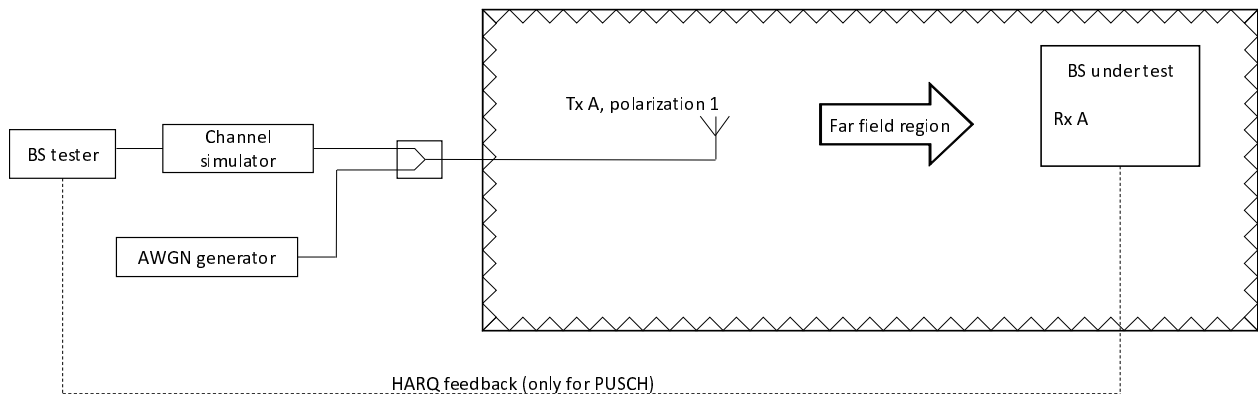 BS tester
Channel
simulator
AWGN generator
Tx A, polarization 1
Far field region
BS under test
Rx A
HARQ feedback (only for PUSCH)